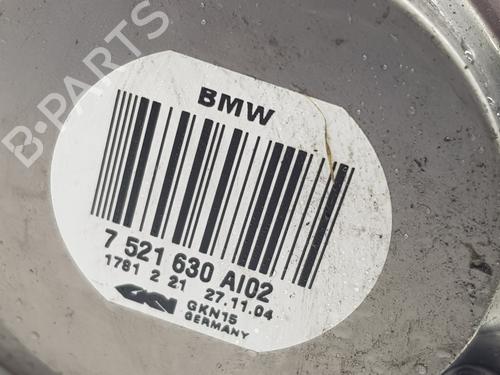 B-PARTS
BMW
7 521 630 AI02
1781 2 21 27.11.04
GKN GKN15
GERMANY